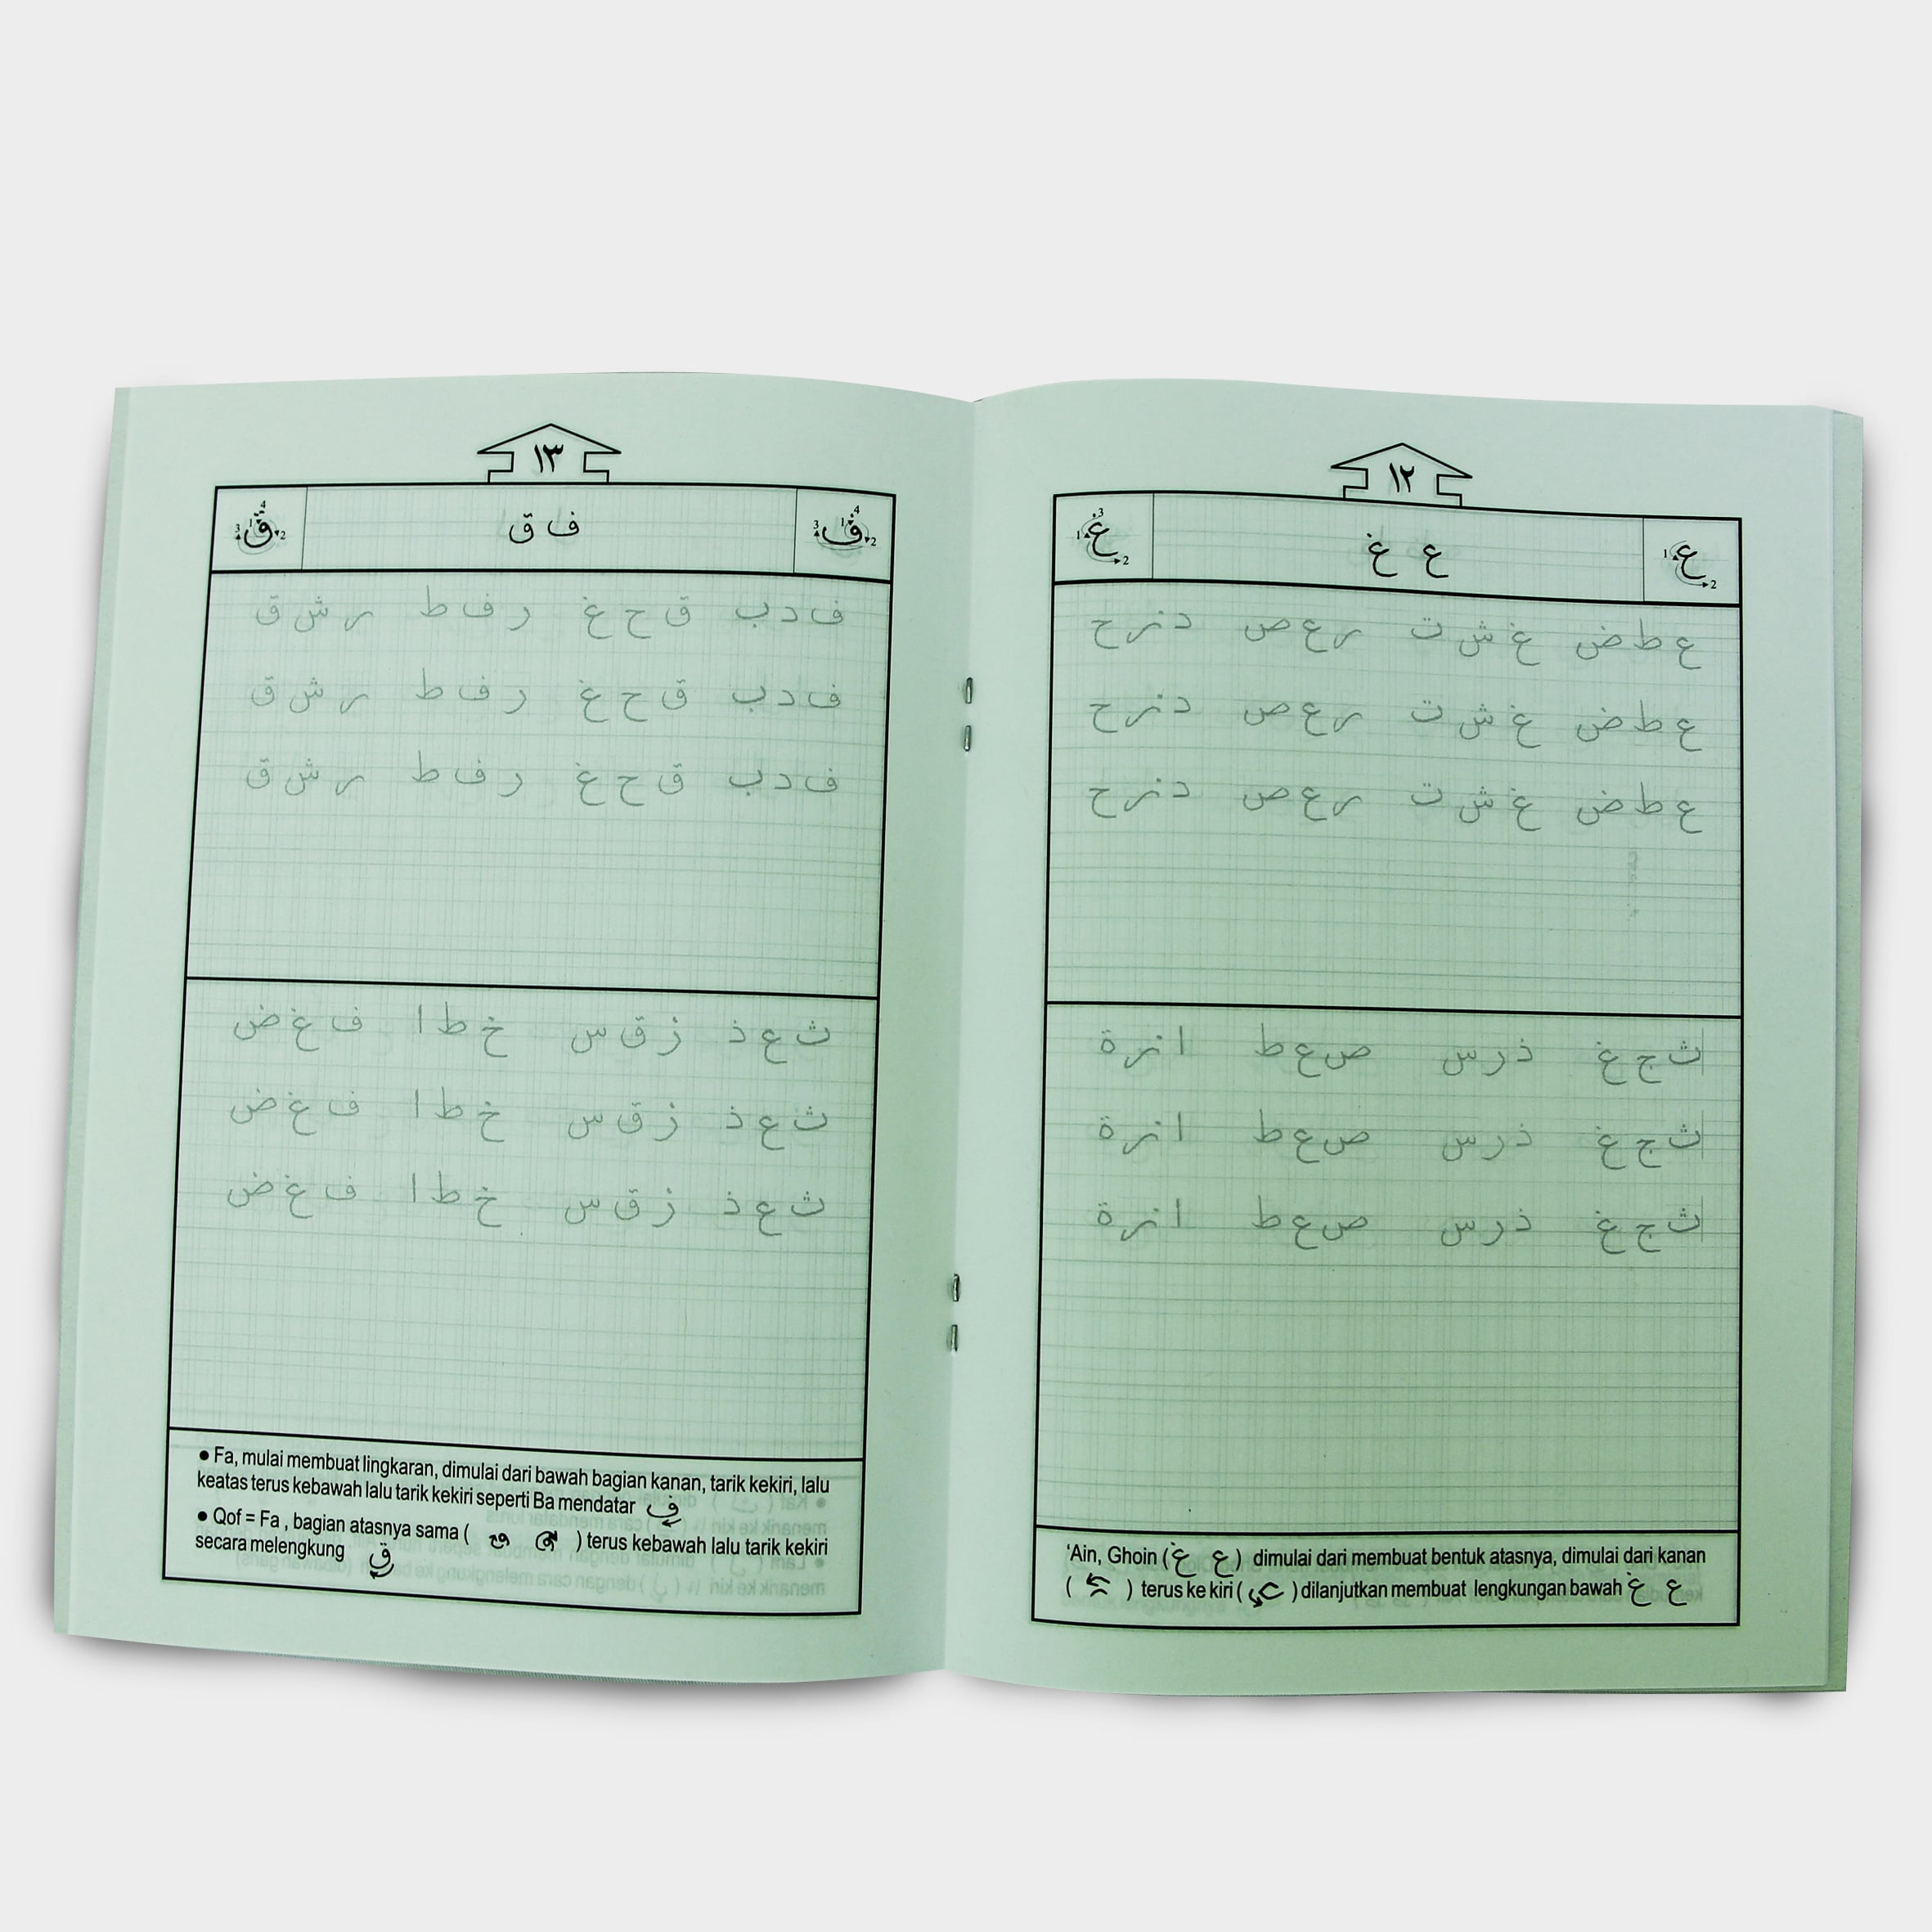 ١٢
ع غ
ع ط ض غ ش ت ر ع ص د ز ح
ع ط ض غ ش ت ر ع ص د ز ح
ع ط ض غ ش ت ر ع ص د ز ح
ث ج غ ذ ر س ص ع ط ا ز ة
ث ج غ ذ ر س ص ع ط ا ز ة
ث ج غ ذ ر س ص ع ط ا ز ة
'Ain, Ghoin (ع غ) dimulai dari membuat bentuk atasnya, dimulai dari kanan
( ) terus ke kiri ( ) dilanjutkan membuat lengkungan bawah ع غ
١٣
ف ق
ف د ب ق ح غ ر ف ط ر ش ق
ف د ب ق ح غ ر ف ط ر ش ق
ف د ب ق ح غ ر ف ط ر ش ق
ث ع ذ ز ق س خ ط ا ف غ ض
ث ع ذ ز ق س خ ط ا ف غ ض
ث ع ذ ز ق س خ ط ا ف غ ض
● Fa, mulai membuat lingkaran, dimulai dari bawah bagian kanan, tarik kekiri, lalu
keatas terus kebawah lalu tarik kekiri seperti Ba mendatar ف
● Qof = Fa , bagian atasnya sama ( ) terus kebawah lalu tarik kekiri
secara melengkung ق